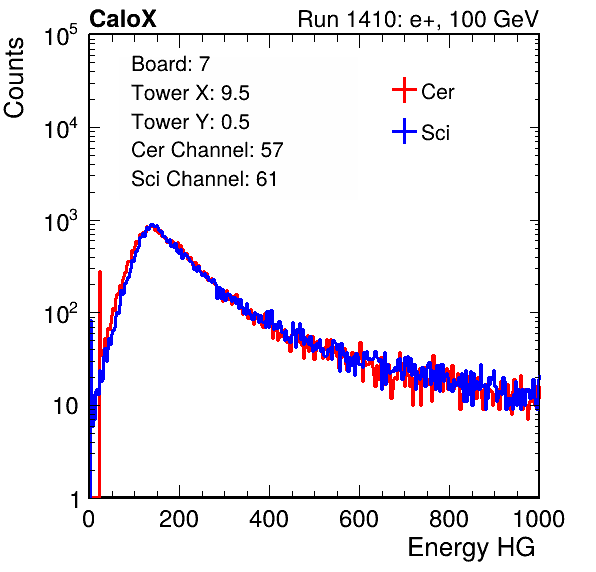 CaloX Run 1410: e+, 100 GeV
Counts
Board: 7
Tower X: 9.5
Tower Y: 0.5
Cer Channel: 57
Sci Channel: 61
Cer
Sci
10^5
10^4
10^3
10^2
10
1
0 200 400 600 800 1000
Energy HG